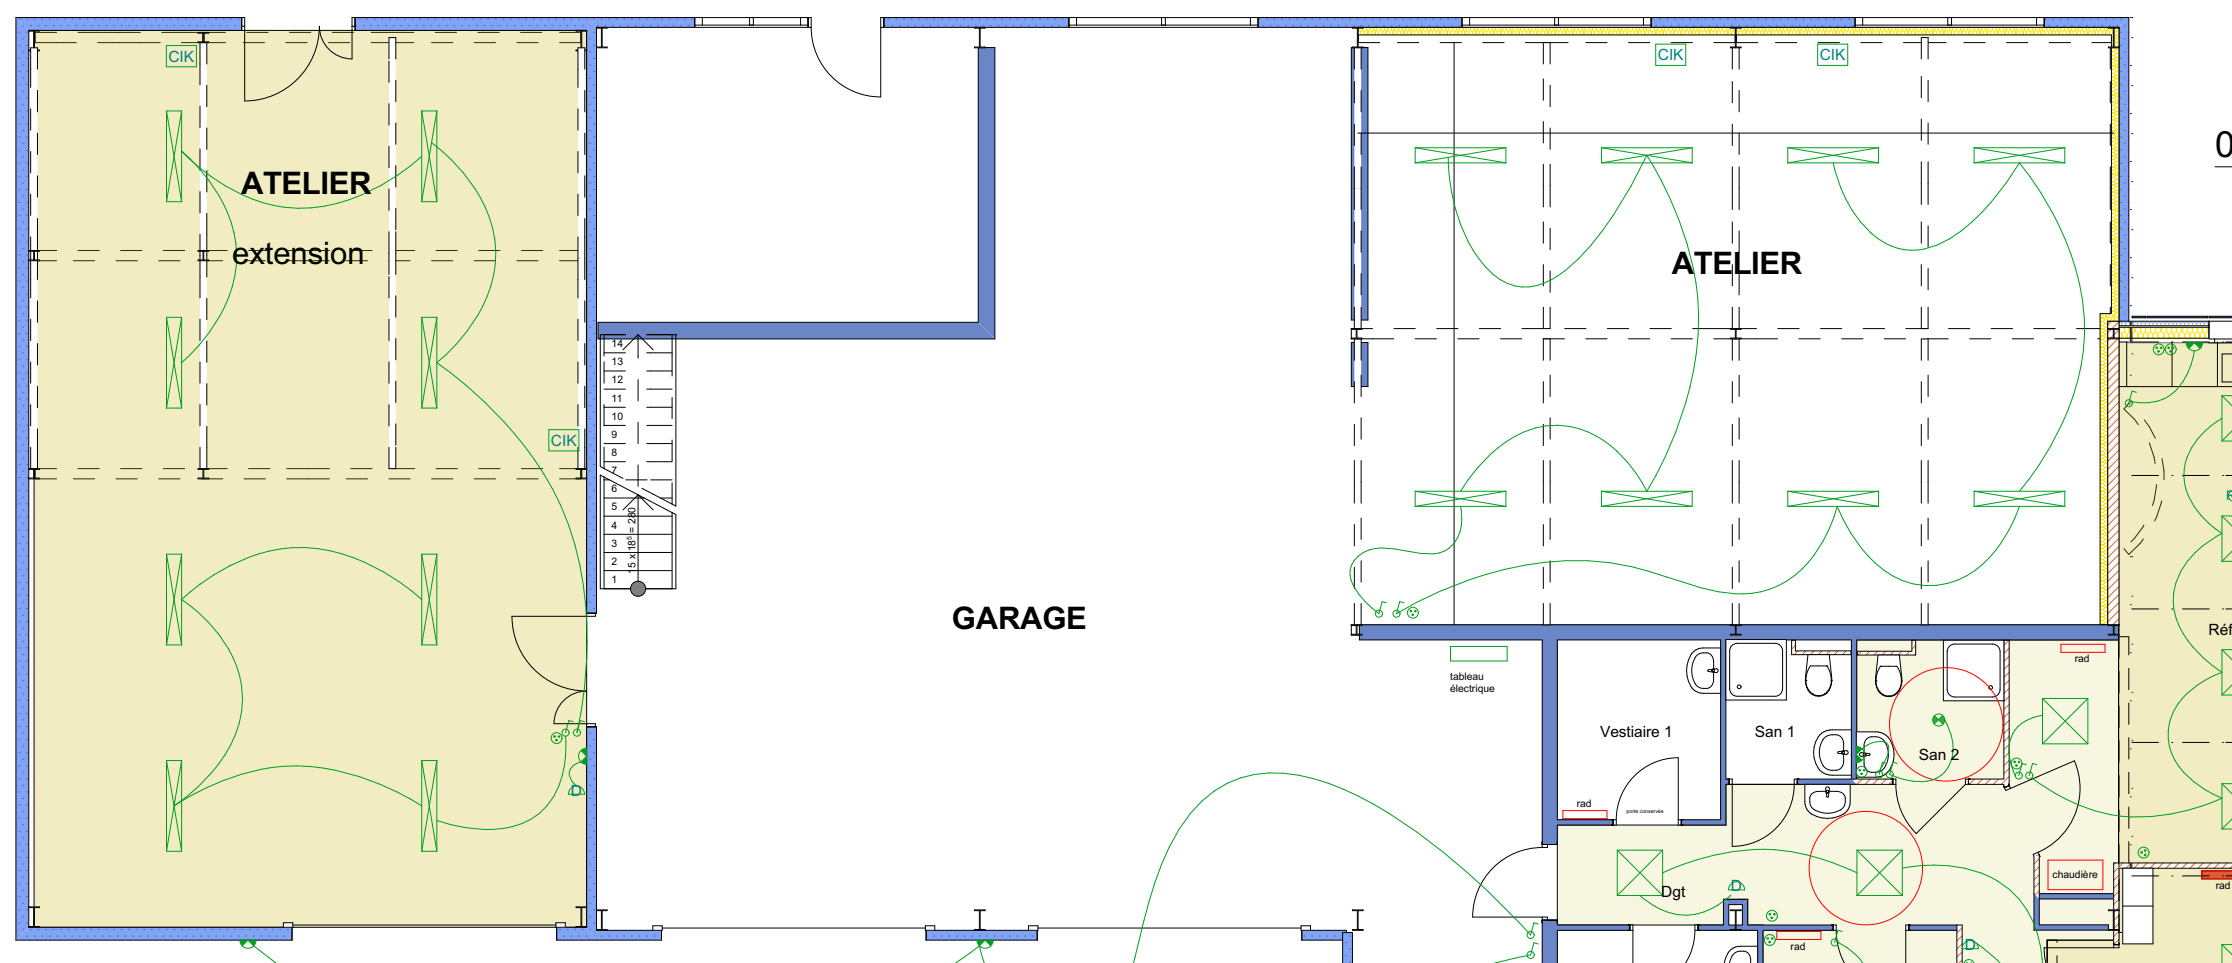 CIK
CIK
CIK
0
ATELIER
extension
ATELIER
CIK
14
13
12
11
10
9
8
7
6
5
4
3
2
1
15 x 18⁵ = 280
GARAGE
Réf
tableau
électrique
rad
Vestiaire 1
San 1
San 2
D
rad
porte conservée
chaudière
Dgt
D
rad
rad
D